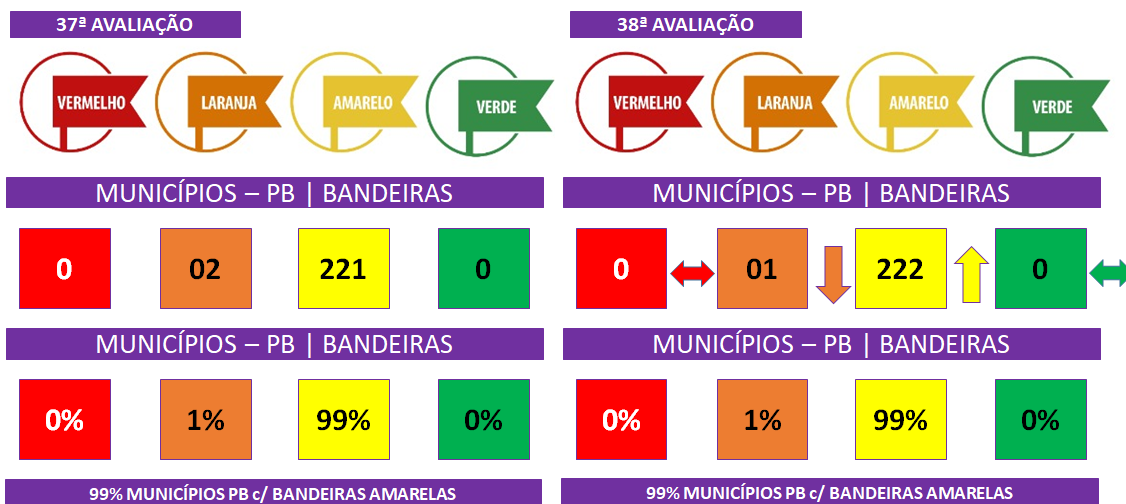 37ª AVALIAÇÃO
VERMELHO
LARANJA
AMARELO
VERDE
MUNICÍPIOS – PB | BANDEIRAS
0
02
221
0
MUNICÍPIOS – PB | BANDEIRAS
0%
1%
99%
0%
99% MUNICÍPIOS PB c/ BANDEIRAS AMARELAS
38ª AVALIAÇÃO
VERMELHO
LARANJA
AMARELO
VERDE
MUNICÍPIOS – PB | BANDEIRAS
0
01
222
0
MUNICÍPIOS – PB | BANDEIRAS
0%
1%
99%
0%
99% MUNICÍPIOS PB c/ BANDEIRAS AMARELAS